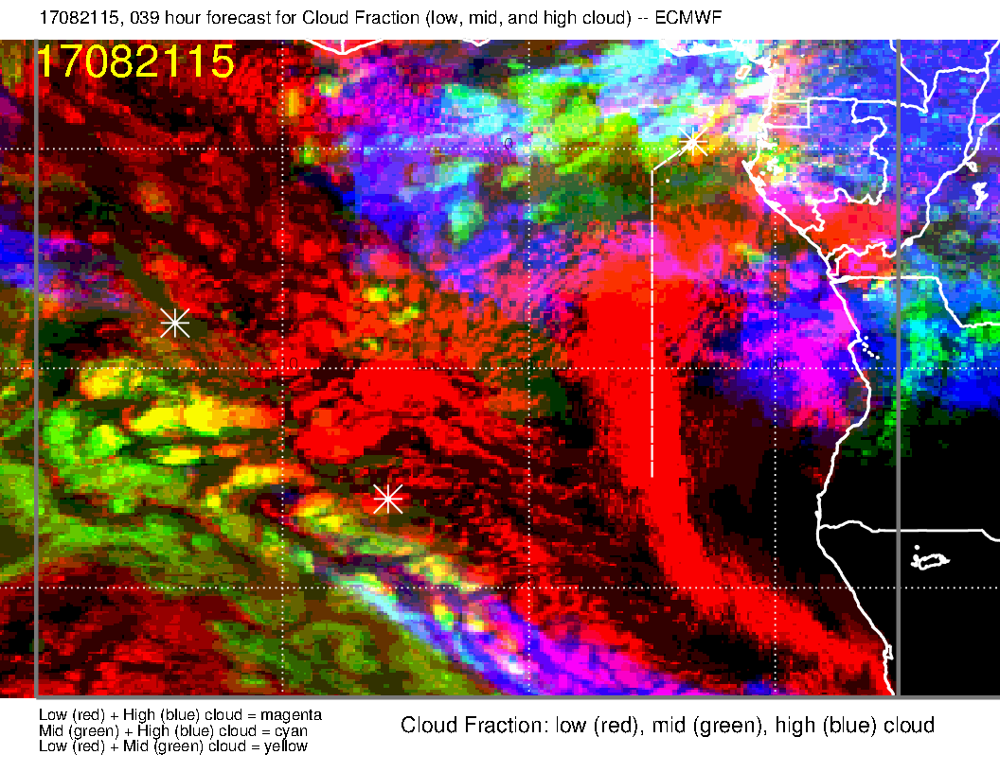 17082115, 039 hour forecast for Cloud Fraction (low, mid, and high cloud) -- ECMWF
17082115
0
0
Low (red) + High (blue) cloud = magenta
Mid (green) + High (blue) cloud = cyan
Low (red) + Mid (green) cloud = yellow
Cloud Fraction: low (red), mid (green), high (blue) cloud